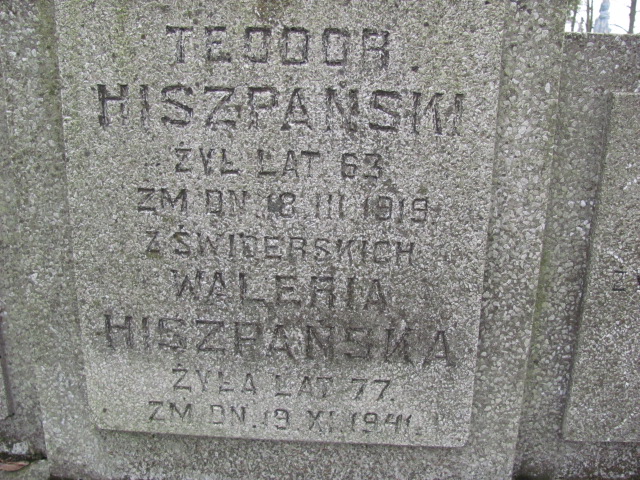 TEODOR
HISZPAŃSKI
ŻYŁ LAT 63
ZM DN. 18 III 1919
Z ŚWIDERSKICH
WALERIA
HISZPAŃSKA
ŻYŁA LAT 77
ZM DN. 19 XI. 1941.